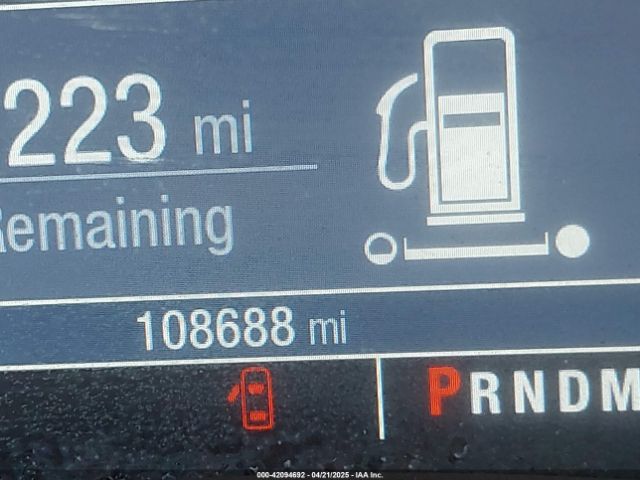 223 mi
Remaining
108688 mi
PRNDM
000-42094692 - 04/21/2025 - IAA Inc.